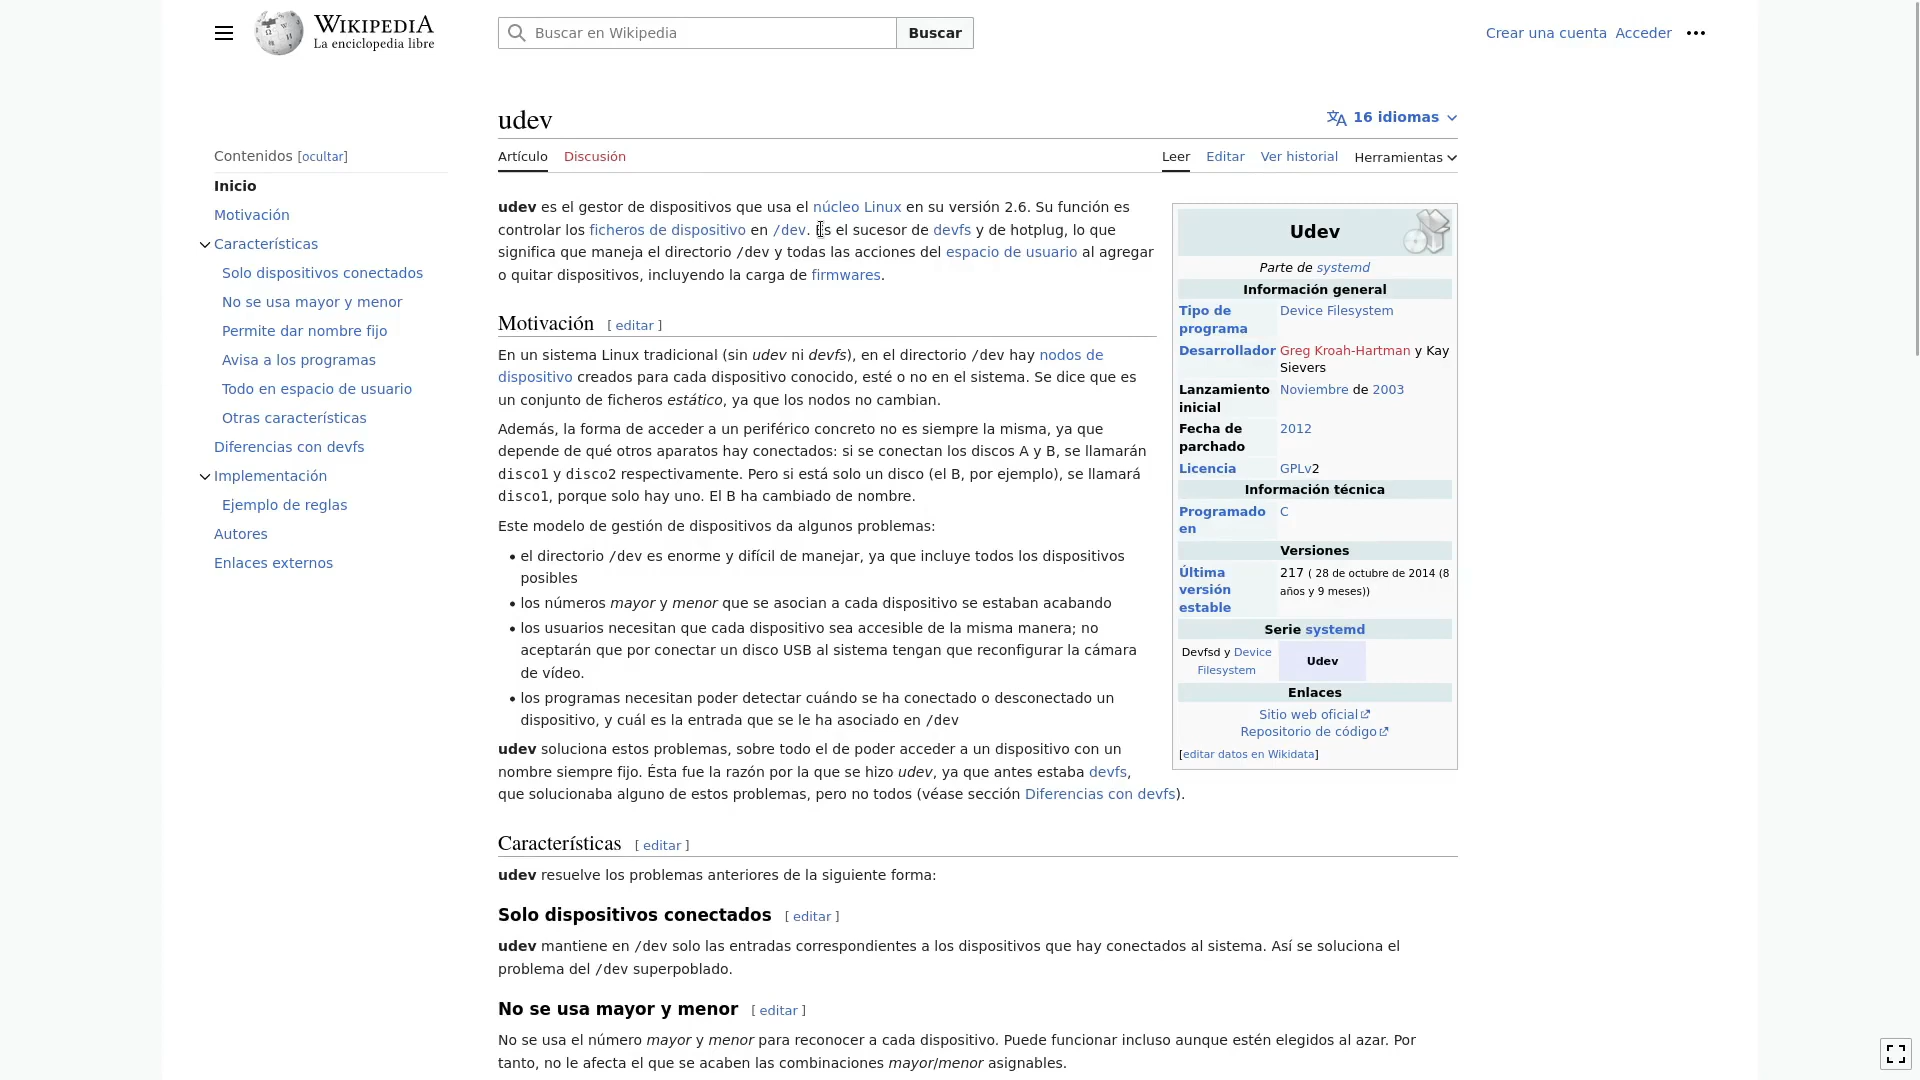 WIKIPEDIA
La enciclopedia libre
Buscar en Wikipedia
Buscar
Crear una cuenta Acceder
udev
16 idiomas
Artículo Discusión
Leer Editar Ver historial Herramientas
Contenidos [ocultar]
Inicio
Motivación
Características
Solo dispositivos conectados
No se usa mayor y menor
Permite dar nombre fijo
Avisa a los programas
Todo en espacio de usuario
Otras características
Diferencias con devfs
Implementación
Ejemplo de reglas
Autores
Enlaces externos
udev es el gestor de dispositivos que usa el núcleo Linux en su versión 2.6. Su función es
controlar los ficheros de dispositivo en /dev. Es el sucesor de devfs y de hotplug, lo que
significa que maneja el directorio /dev y todas las acciones del espacio de usuario al agregar
o quitar dispositivos, incluyendo la carga de firmwares.
Motivación [ editar ]
En un sistema Linux tradicional (sin udev ni devfs), en el directorio /dev hay nodos de
dispositivo creados para cada dispositivo conocido, esté o no en el sistema. Se dice que es
un conjunto de ficheros estático, ya que los nodos no cambian.
Además, la forma de acceder a un periférico concreto no es siempre la misma, ya que
depende de qué otros aparatos hay conectados: si se conectan los discos A y B, se llamarán
disco1 y disco2 respectivamente. Pero si está solo un disco (el B, por ejemplo), se llamará
disco1, porque solo hay uno. El B ha cambiado de nombre.
Este modelo de gestión de dispositivos da algunos problemas:
• el directorio /dev es enorme y difícil de manejar, ya que incluye todos los dispositivos
posibles
• los números mayor y menor que se asocian a cada dispositivo se estaban acabando
• los usuarios necesitan que cada dispositivo sea accesible de la misma manera; no
aceptarán que por conectar un disco USB al sistema tengan que reconfigurar la cámara
de vídeo.
• los programas necesitan poder detectar cuándo se ha conectado o desconectado un
dispositivo, y cuál es la entrada que se le ha asociado en /dev
udev soluciona estos problemas, sobre todo el de poder acceder a un dispositivo con un
nombre siempre fijo. Ésta fue la razón por la que se hizo udev, ya que antes estaba devfs,
que solucionaba alguno de estos problemas, pero no todos (véase sección Diferencias con devfs).
Características [ editar ]
udev resuelve los problemas anteriores de la siguiente forma:
Solo dispositivos conectados [ editar ]
udev mantiene en /dev solo las entradas correspondientes a los dispositivos que hay conectados al sistema. Así se soluciona el
problema del /dev superpoblado.
No se usa mayor y menor [ editar ]
No se usa el número mayor y menor para reconocer a cada dispositivo. Puede funcionar incluso aunque estén elegidos al azar. Por
tanto, no le afecta el que se acaben las combinaciones mayor/menor asignables.
Udev
Parte de systemd
Información general
Tipo de Device Filesystem
programa
Desarrollador Greg Kroah-Hartman y Kay
Sievers
Lanzamiento Noviembre de 2003
inicial
Fecha de 2012
parchado
Licencia GPLv2
Información técnica
Programado C
en
Versiones
Última 217 ( 28 de octubre de 2014 (8
versión años y 9 meses))
estable
Serie systemd
Devfsd y Device Udev
Filesystem
Enlaces
Sitio web oficial
Repositorio de código
[editar datos en Wikidata]